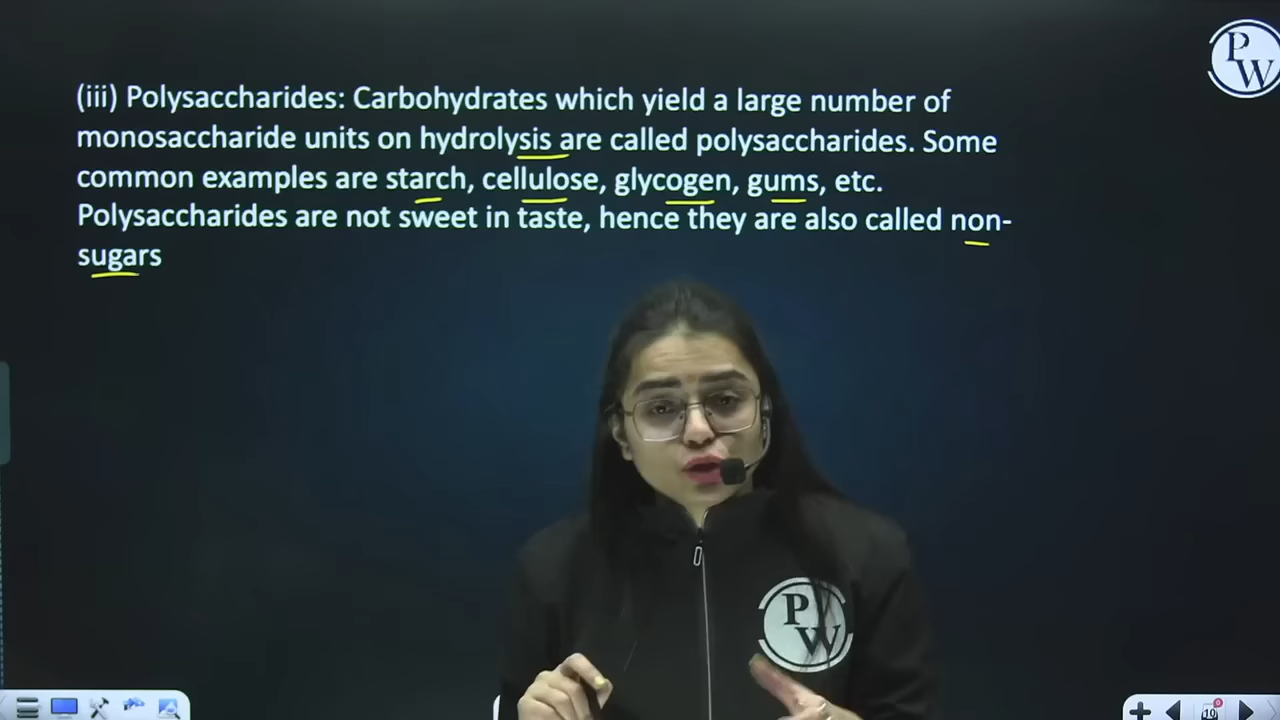 (iii) Polysaccharides: Carbohydrates which yield a large number of
monosaccharide units on hydrolysis are called polysaccharides. Some
common examples are starch, cellulose, glycogen, gums, etc.
Polysaccharides are not sweet in taste, hence they are also called non-
sugars
PW
PW
10